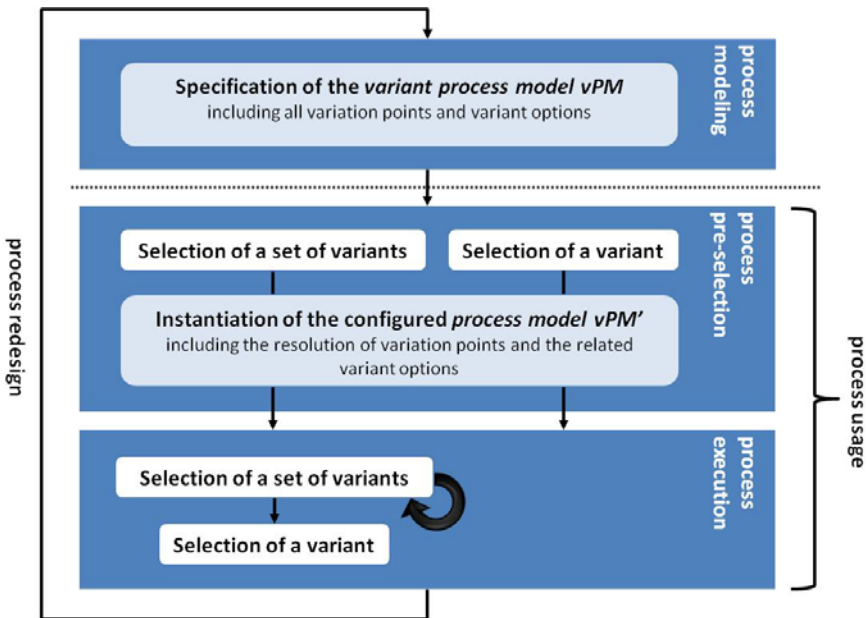 Specification of the variant process model vPM
including all variation points and variant options
process
modeling
Selection of a set of variants
Selection of a variant
Instantiation of the configured process model vPM’
including the resolution of variation points and the related
variant options
process
pre-selection
Selection of a set of variants
Selection of a variant
process
execution
process redesign
process usage